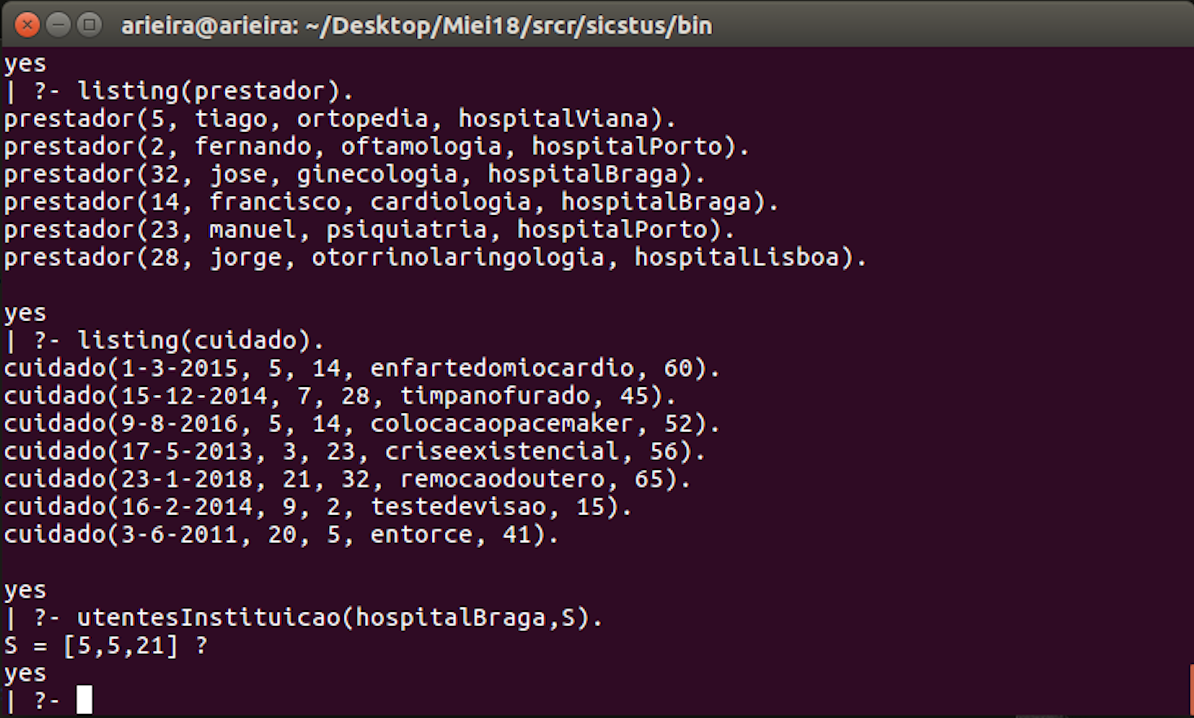 arieira@arieira: ~/Desktop/Miei18/srcr/sicstus/bin
yes
| ?- listing(prestador).
prestador(5, tiago, ortopedia, hospitalViana).
prestador(2, fernando, oftamologia, hospitalPorto).
prestador(32, jose, ginecologia, hospitalBraga).
prestador(14, francisco, cardiologia, hospitalBraga).
prestador(23, manuel, psiquiatria, hospitalPorto).
prestador(28, jorge, otorrinolaringologia, hospitalLisboa).
yes
| ?- listing(cuidado).
cuidado(1-3-2015, 5, 14, enfartedomiocardio, 60).
cuidado(15-12-2014, 7, 28, timpanofurado, 45).
cuidado(9-8-2016, 5, 14, colocacaopacemaker, 52).
cuidado(17-5-2013, 3, 23, criseexistencial, 56).
cuidado(23-1-2018, 21, 32, remocaodoutero, 65).
cuidado(16-2-2014, 9, 2, testedevisao, 15).
cuidado(3-6-2011, 20, 5, entorce, 41).
yes
| ?- utentesInstituicao(hospitalBraga,S).
S = [5,5,21] ?
yes
| ?-